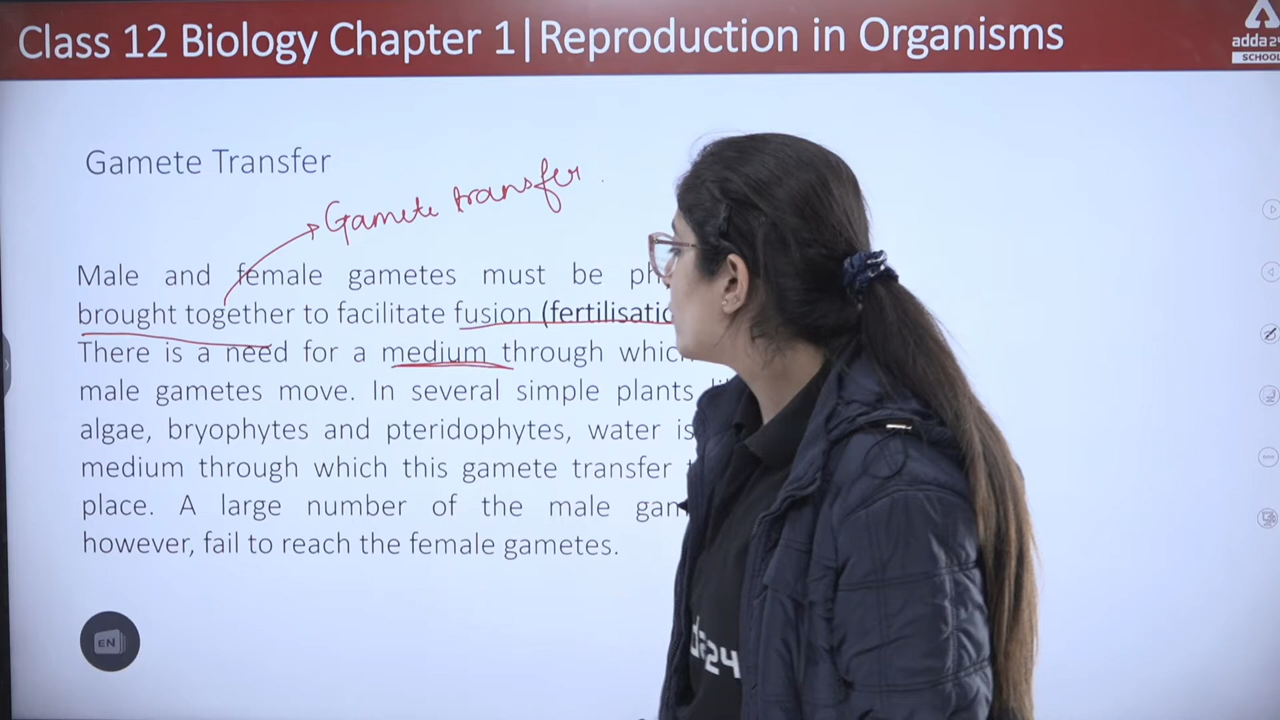 Class 12 Biology Chapter 1|Reproduction in Organisms
adda24
SCHOOL
Gamete Transfer
Gamete transfer
Male and female gametes must be
brought together to facilitate fusion (fertilisatio
There is a need for a medium through which
male gametes move. In several simple plants
algae, bryophytes and pteridophytes, water is
medium through which this gamete transfer
place. A large number of the male gam
however, fail to reach the female gametes.
EN
da24